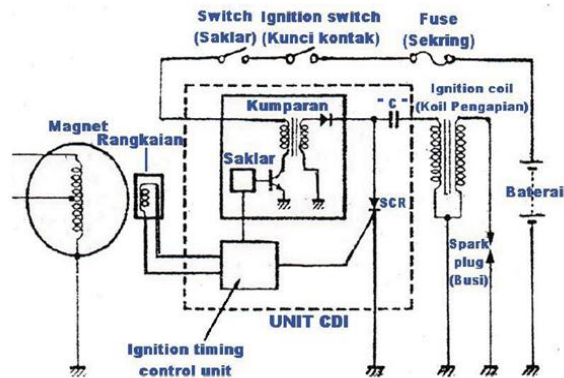 Switch
(Saklar)
Ignition switch
(Kunci kontak)
Fuse
(Sekring)
Kumparan
" C "
Ignition coil
(Koil Pengapian)
Magnet
Rangkaian
Saklar
SCR
Baterai
Spark
plug
(Busi)
UNIT CDI
Ignition timing
control unit